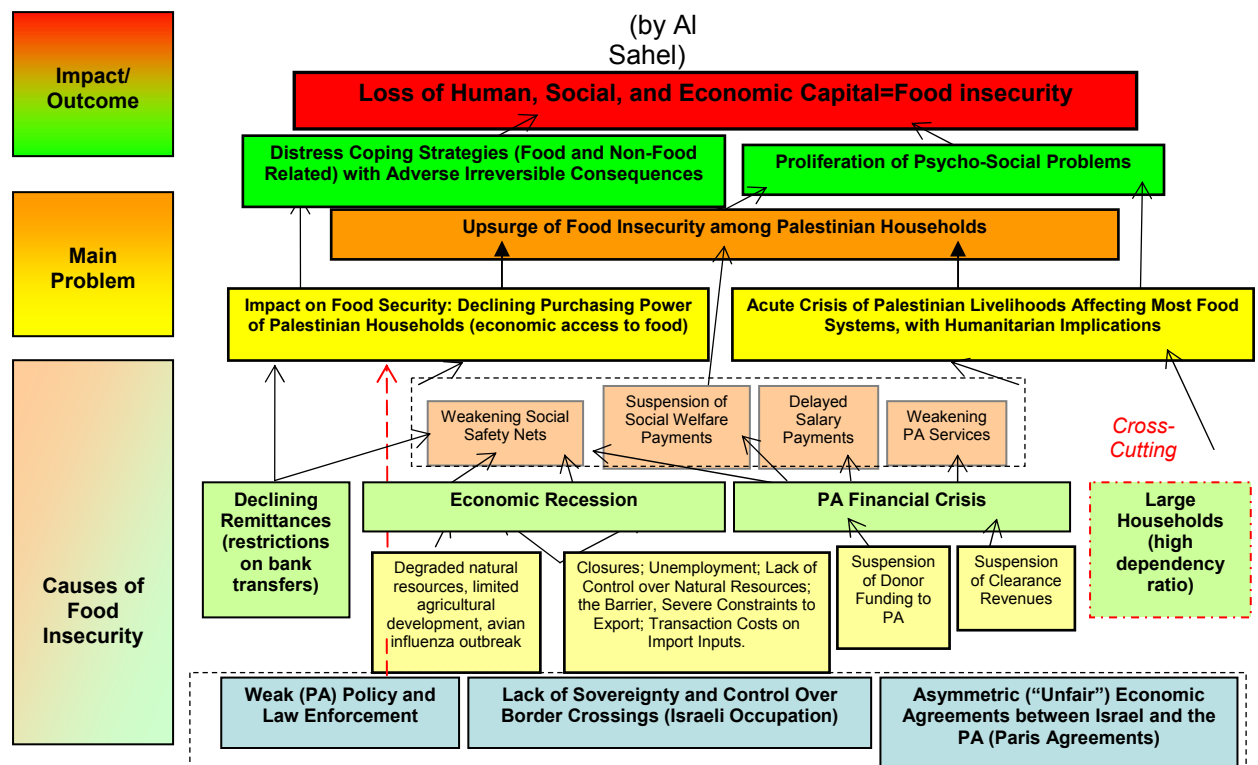 (by Al
Sahel)
Impact/
Outcome
Loss of Human, Social, and Economic Capital=Food insecurity
Distress Coping Strategies (Food and Non-Food
Related) with Adverse Irreversible Consequences
Proliferation of Psycho-Social Problems
Main
Problem
Upsurge of Food Insecurity among Palestinian Households
Impact on Food Security: Declining Purchasing Power
of Palestinian Households (economic access to food)
Acute Crisis of Palestinian Livelihoods Affecting Most Food
Systems, with Humanitarian Implications
Causes of
Food
Insecurity
Weakening Social
Safety Nets
Suspension of
Social Welfare
Payments
Delayed
Salary
Payments
Weakening
PA Services
Cross-
Cutting
Declining
Remittances
(restrictions
on bank
transfers)
Economic Recession
PA Financial Crisis
Large
Households
(high
dependency
ratio)
Degraded natural
resources, limited
agricultural
development, avian
influenza outbreak
Closures; Unemployment; Lack of
Control over Natural Resources;
the Barrier, Severe Constraints to
Export; Transaction Costs on
Import Inputs.
Suspension
of Donor
Funding to
PA
Suspension
of Clearance
Revenues
Weak (PA) Policy and
Law Enforcement
Lack of Sovereignty and Control Over
Border Crossings (Israeli Occupation)
Asymmetric (“Unfair”) Economic
Agreements between Israel and the
PA (Paris Agreements)